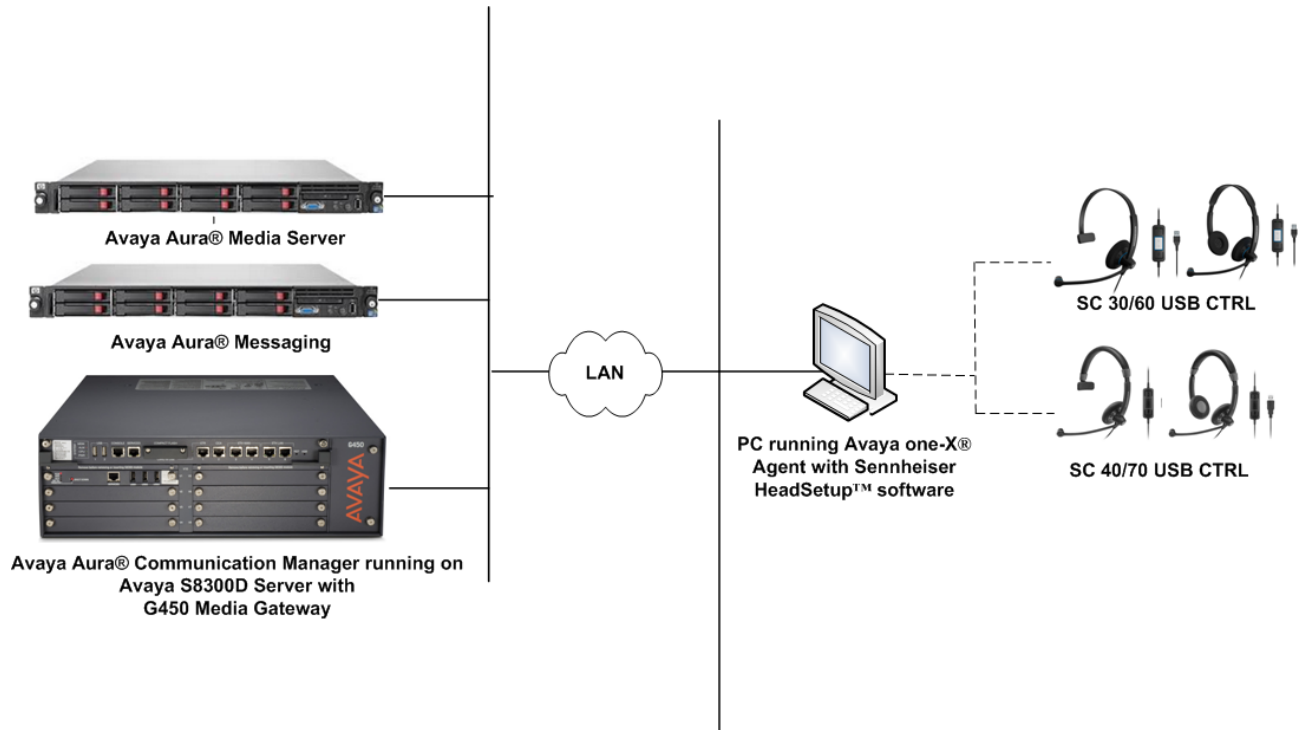 Avaya Aura® Media Server
Avaya Aura® Messaging
G450
AVAYA
Avaya Aura® Communication Manager running on
Avaya S8300D Server with
G450 Media Gateway
LAN
PC running Avaya one-X®
Agent with Sennheiser
HeadSetup™ software
SC 30/60 USB CTRL
SC 40/70 USB CTRL